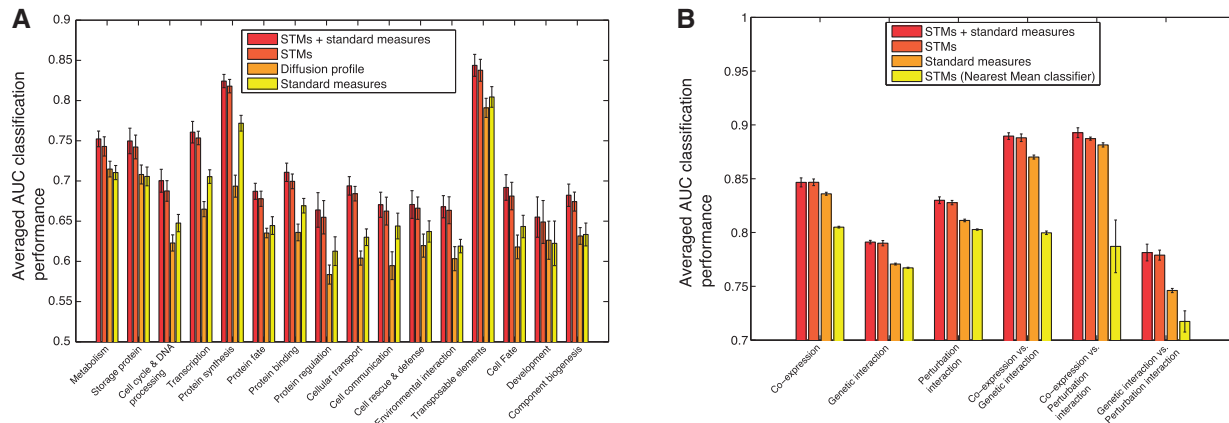 A
STMs + standard measures
STMs
Diffusion profile
Standard measures
Averaged AUC classification
performance
0.85
0.8
0.75
0.7
0.65
0.6
0.55
0.5
Metabolism
Storage protein
Cell cycle & DNA
processing
Transcription
Protein synthesis
Protein fate
Protein binding
Protein regulation
Cellular transport
Cell communication
Cell rescue & defense
Environmental interaction
Transposable elements
Cell Fate
Development
Component biogenesis
B
STMs + standard measures
STMs
Standard measures
STMs (Nearest Mean classifier)
Averaged AUC classification
performance
1
0.95
0.9
0.85
0.8
0.75
0.7
Co-expression
Genetic interaction
Perturbation
interaction
Co-expression vs.
Genetic interaction
Co-expression vs.
Perturbation
interaction
Genetic interaction vs.
Perturbation interaction